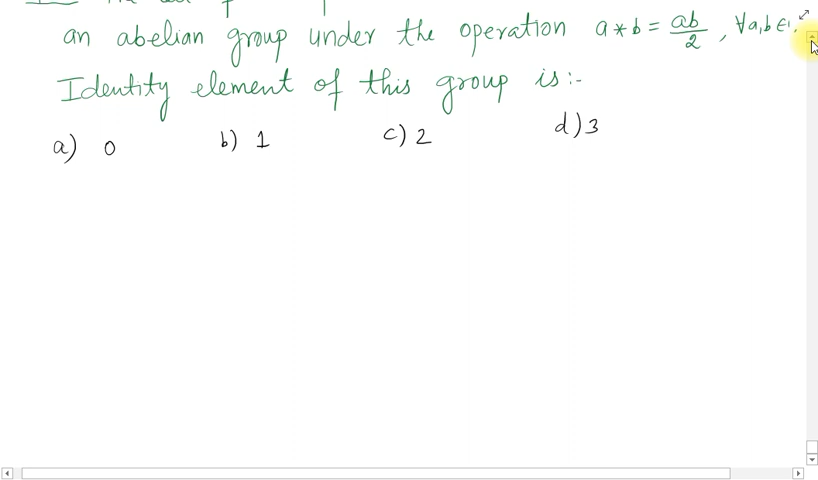 an abelian group under the operation a * b = ab/2 , ∀ a, b ∈
Identity element of this group is :-
a) 0 b) 1 c) 2 d) 3